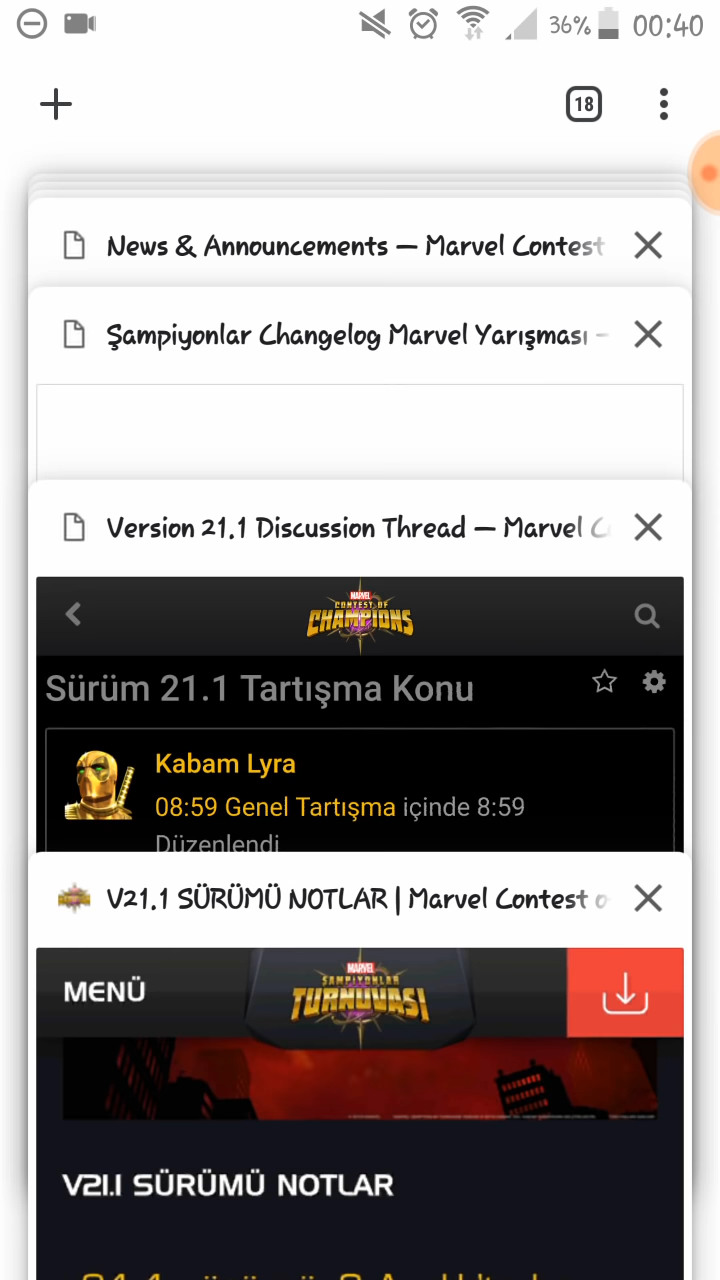 36% 00:40
18
News & Announcements — Marvel Contest
Şampiyonlar Changelog Marvel Yarışması –
Version 21.1 Discussion Thread — Marvel
MARVEL
CONTEST OF
CHAMPIONS
Sürüm 21.1 Tartışma Konu
Kabam Lyra
08:59 Genel Tartışma içinde 8:59
Düzenlendi
V21.1 SÜRÜMÜ NOTLAR | Marvel Contest o
MENÜ
MARVEL
ŞAMPİYONLAR
TURNUVASI
V21.1 SÜRÜMÜ NOTLAR